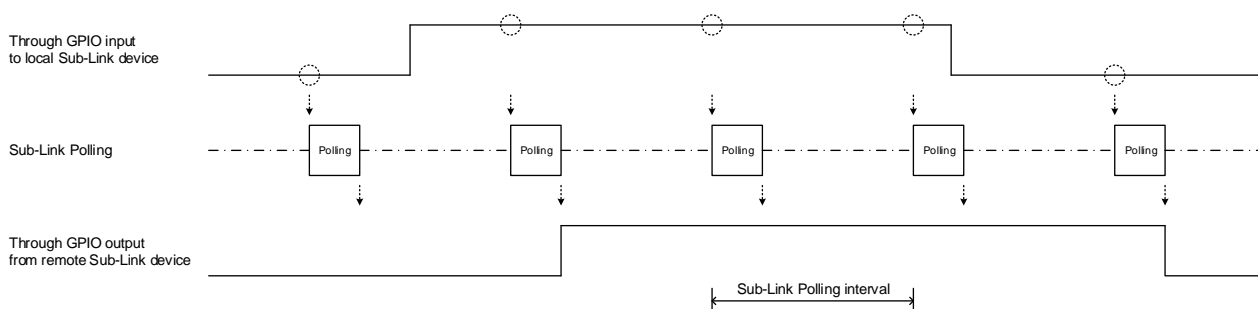 Through GPIO input
to local Sub-Link device
Sub-Link Polling
Polling
Polling
Polling
Polling
Polling
Through GPIO output
from remote Sub-Link device
Sub-Link Polling interval